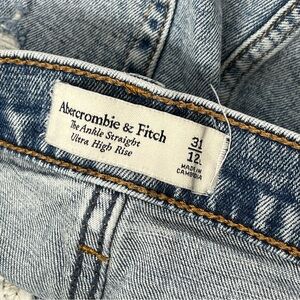 Abercrombie & Fitch
The Ankle Straight
Ultra High Rise
31
12
MADE IN
CAMBODIA